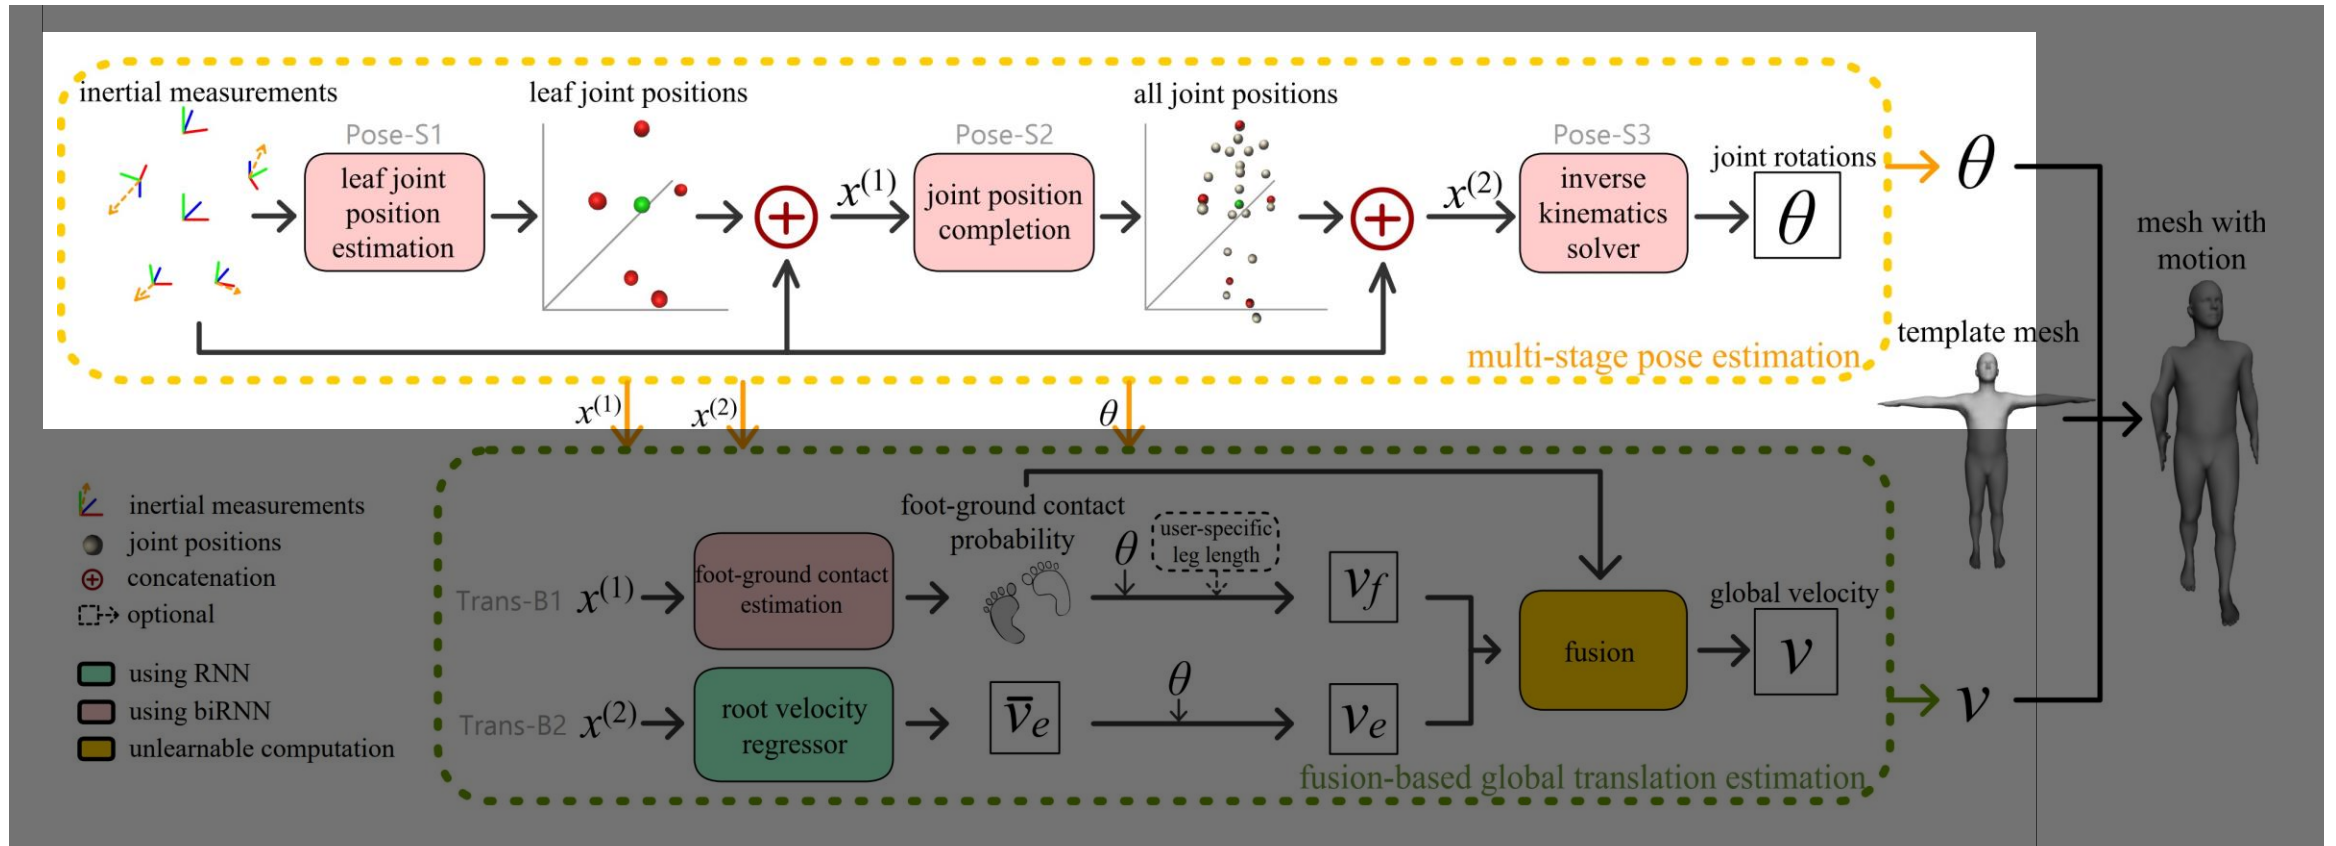 inertial measurements
leaf joint positions
all joint positions
Pose-S1
Pose-S2
Pose-S3
leaf joint
position
estimation
x⁽¹⁾
joint position
completion
x⁽²⁾
inverse
kinematics
solver
joint rotations
θ
θ
multi-stage pose estimation
template mesh
mesh with
motion
x⁽¹⁾
x⁽²⁾
θ
inertial measurements
joint positions
concatenation
optional
using RNN
using biRNN
unlearnable computation
foot-ground contact
probability
θ
user-specific
leg length
Trans-B1 x⁽¹⁾
foot-ground contact
estimation
v_f
fusion
global velocity
v
Trans-B2 x⁽²⁾
root velocity
regressor
v̅_e
θ
v_e
v
fusion-based global translation estimation